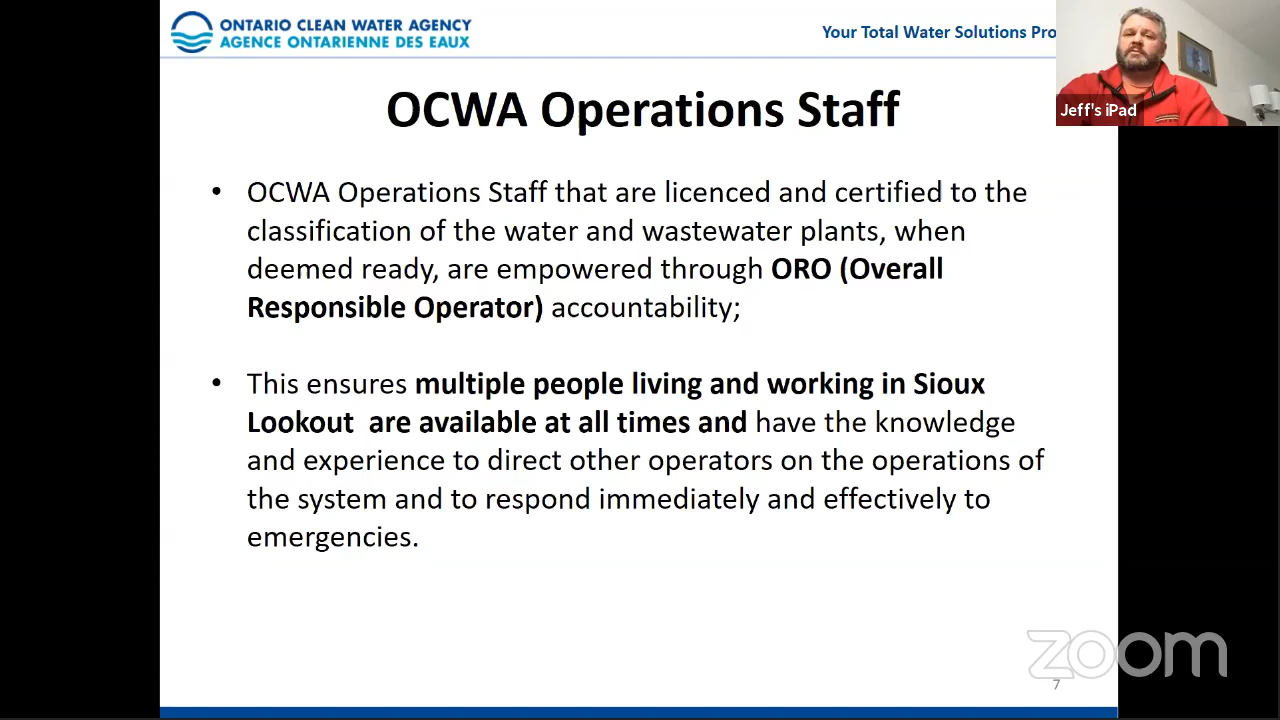 ONTARIO CLEAN WATER AGENCY
AGENCE ONTARIENNE DES EAUX
Your Total Water Solutions Pro
Jeff's iPad
OCWA Operations Staff
• OCWA Operations Staff that are licenced and certified to the
classification of the water and wastewater plants, when
deemed ready, are empowered through ORO (Overall
Responsible Operator) accountability;
• This ensures multiple people living and working in Sioux
Lookout are available at all times and have the knowledge
and experience to direct other operators on the operations of
the system and to respond immediately and effectively to
emergencies.
zoom
7